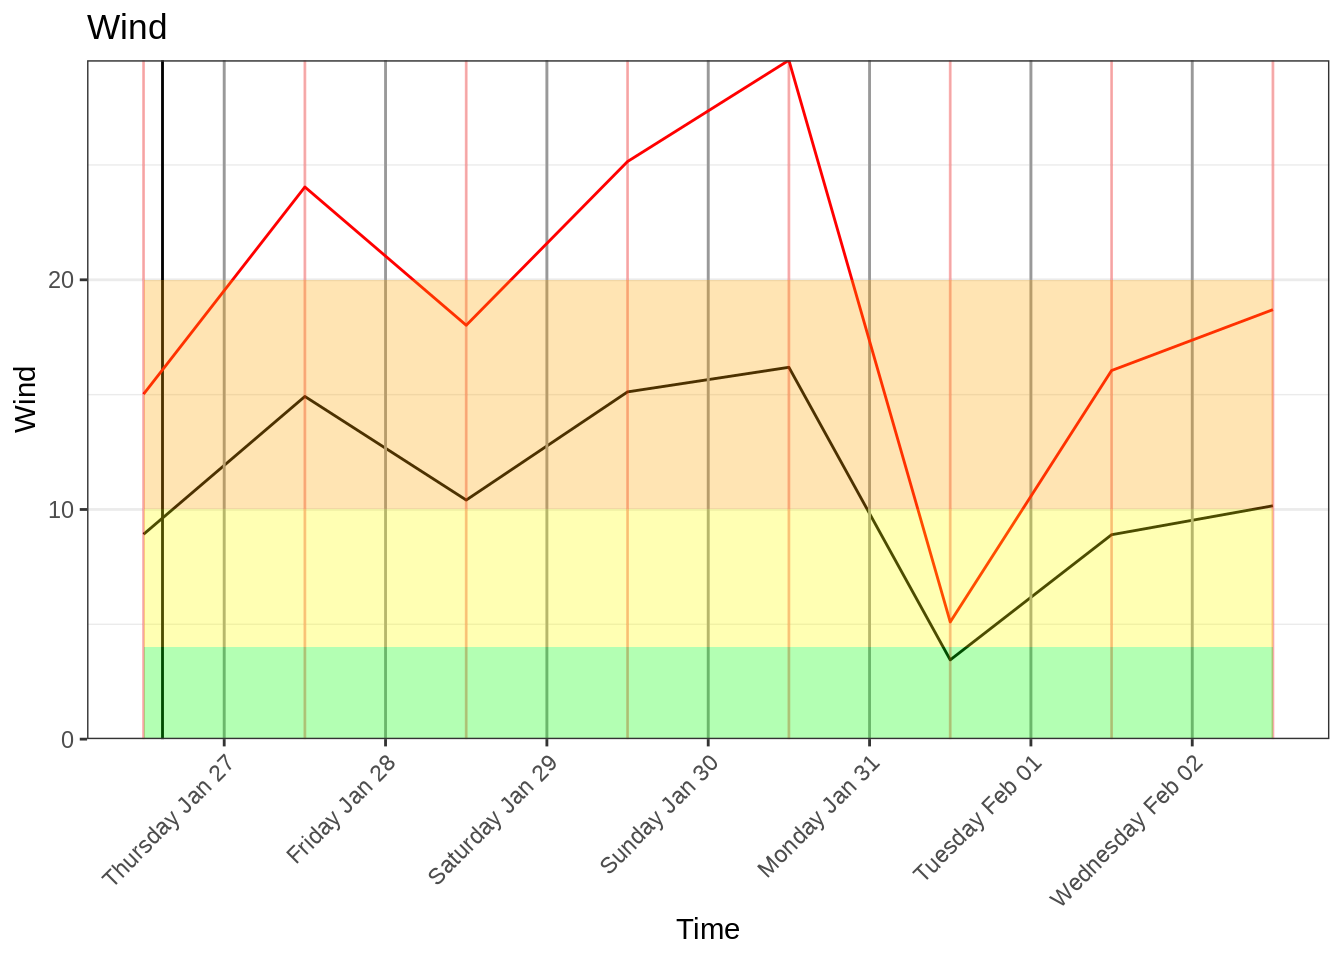 Wind
Wind
20
10
0
Thursday Jan 27
Friday Jan 28
Saturday Jan 29
Sunday Jan 30
Monday Jan 31
Tuesday Feb 01
Wednesday Feb 02
Time